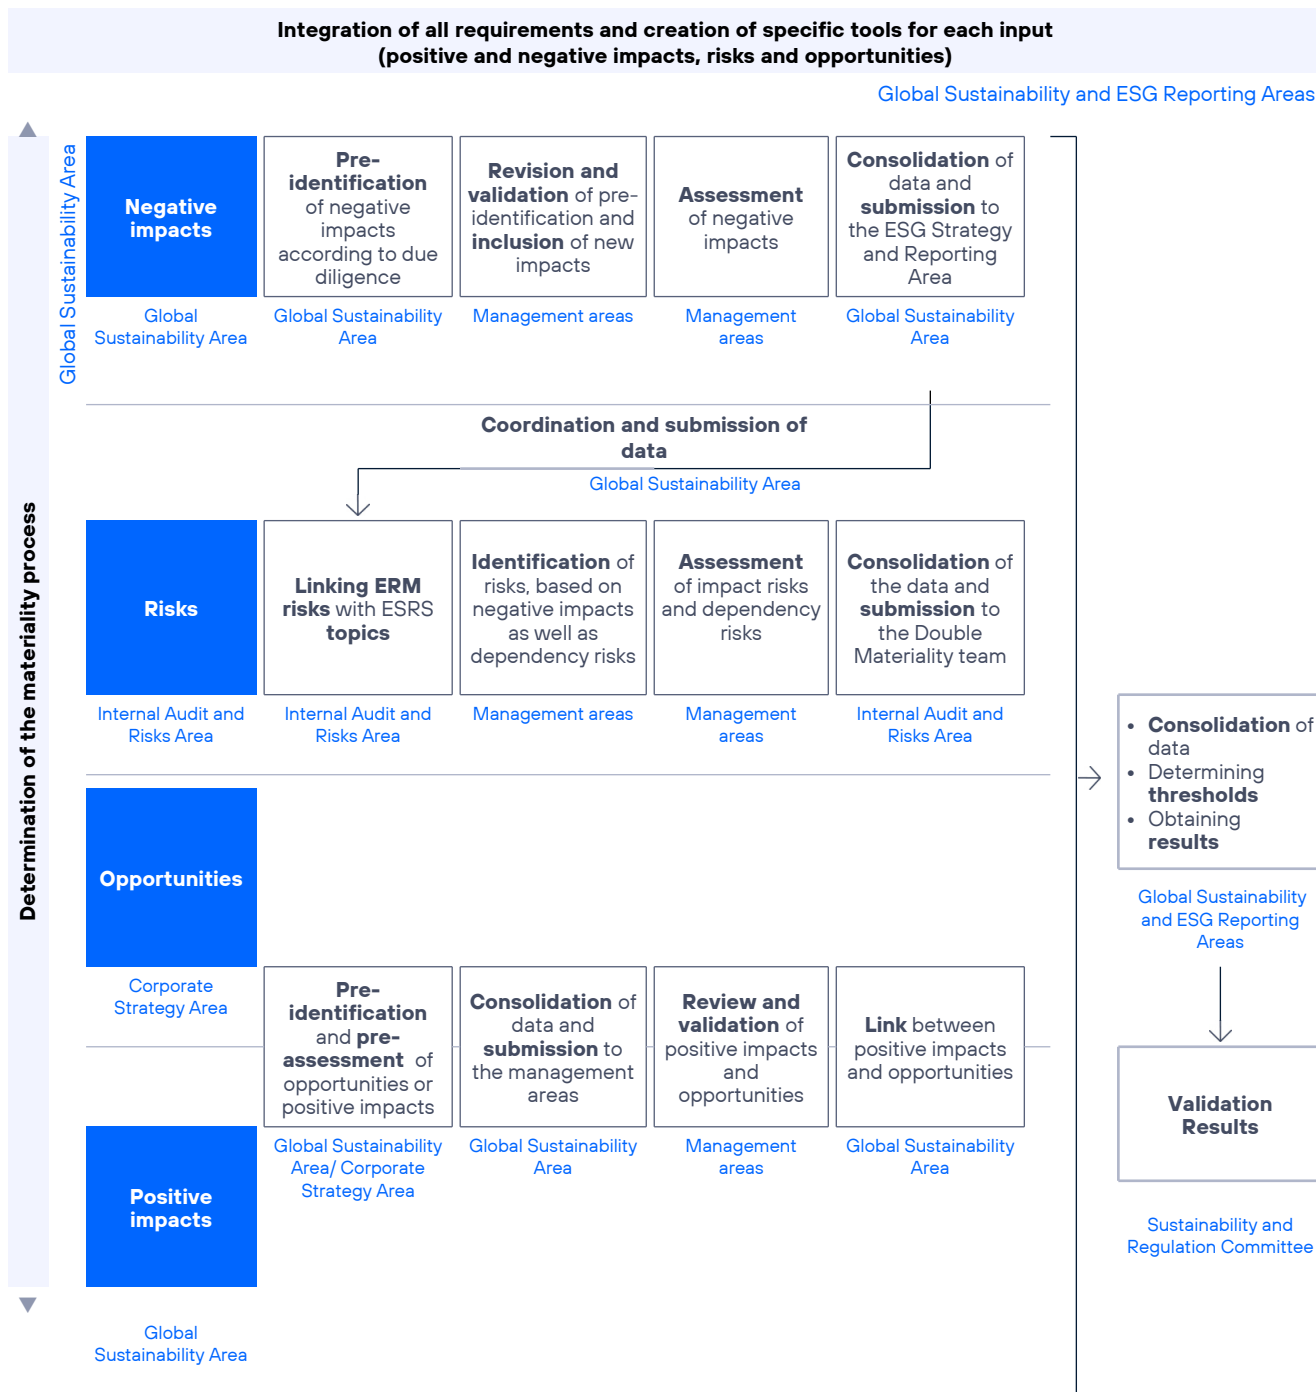 Integration of all requirements and creation of specific tools for each input
(positive and negative impacts, risks and opportunities)
Global Sustainability and ESG Reporting Areas
Determination of the materiality process
Global Sustainability Area
Negative
impacts
Global
Sustainability Area
Pre-
identification
of negative
impacts
according to due
diligence
Global Sustainability
Area
Revision and
validation of pre-
identification and
inclusion of new
impacts
Management areas
Assessment
of negative
impacts
Management
areas
Consolidation of
data and
submission to
the ESG Strategy
and Reporting
Area
Global Sustainability
Area
Coordination and submission of
data
Global Sustainability Area
Risks
Internal Audit and
Risks Area
Linking ERM
risks with ESRS
topics
Internal Audit and
Risks Area
Identification of
risks, based on
negative impacts
as well as
dependency risks
Management areas
Assessment
of impact risks
and dependency
risks
Management
areas
Consolidation of
the data and
submission to
the Double
Materiality team
Internal Audit and
Risks Area
Opportunities
Corporate
Strategy Area
Pre-
identification
and pre-
assessment of
opportunities or
positive impacts
Global Sustainability
Area/ Corporate
Strategy Area
Consolidation of
data and
submission to
the management
areas
Global Sustainability
Area
Review and
validation of
positive impacts
and
opportunities
Management
areas
Link between
positive impacts
and opportunities
Global Sustainability
Area
Positive
impacts
Global
Sustainability Area
• Consolidation of
data
• Determining
thresholds
• Obtaining
results
Global Sustainability
and ESG Reporting
Areas
Validation
Results
Sustainability and
Regulation Committee